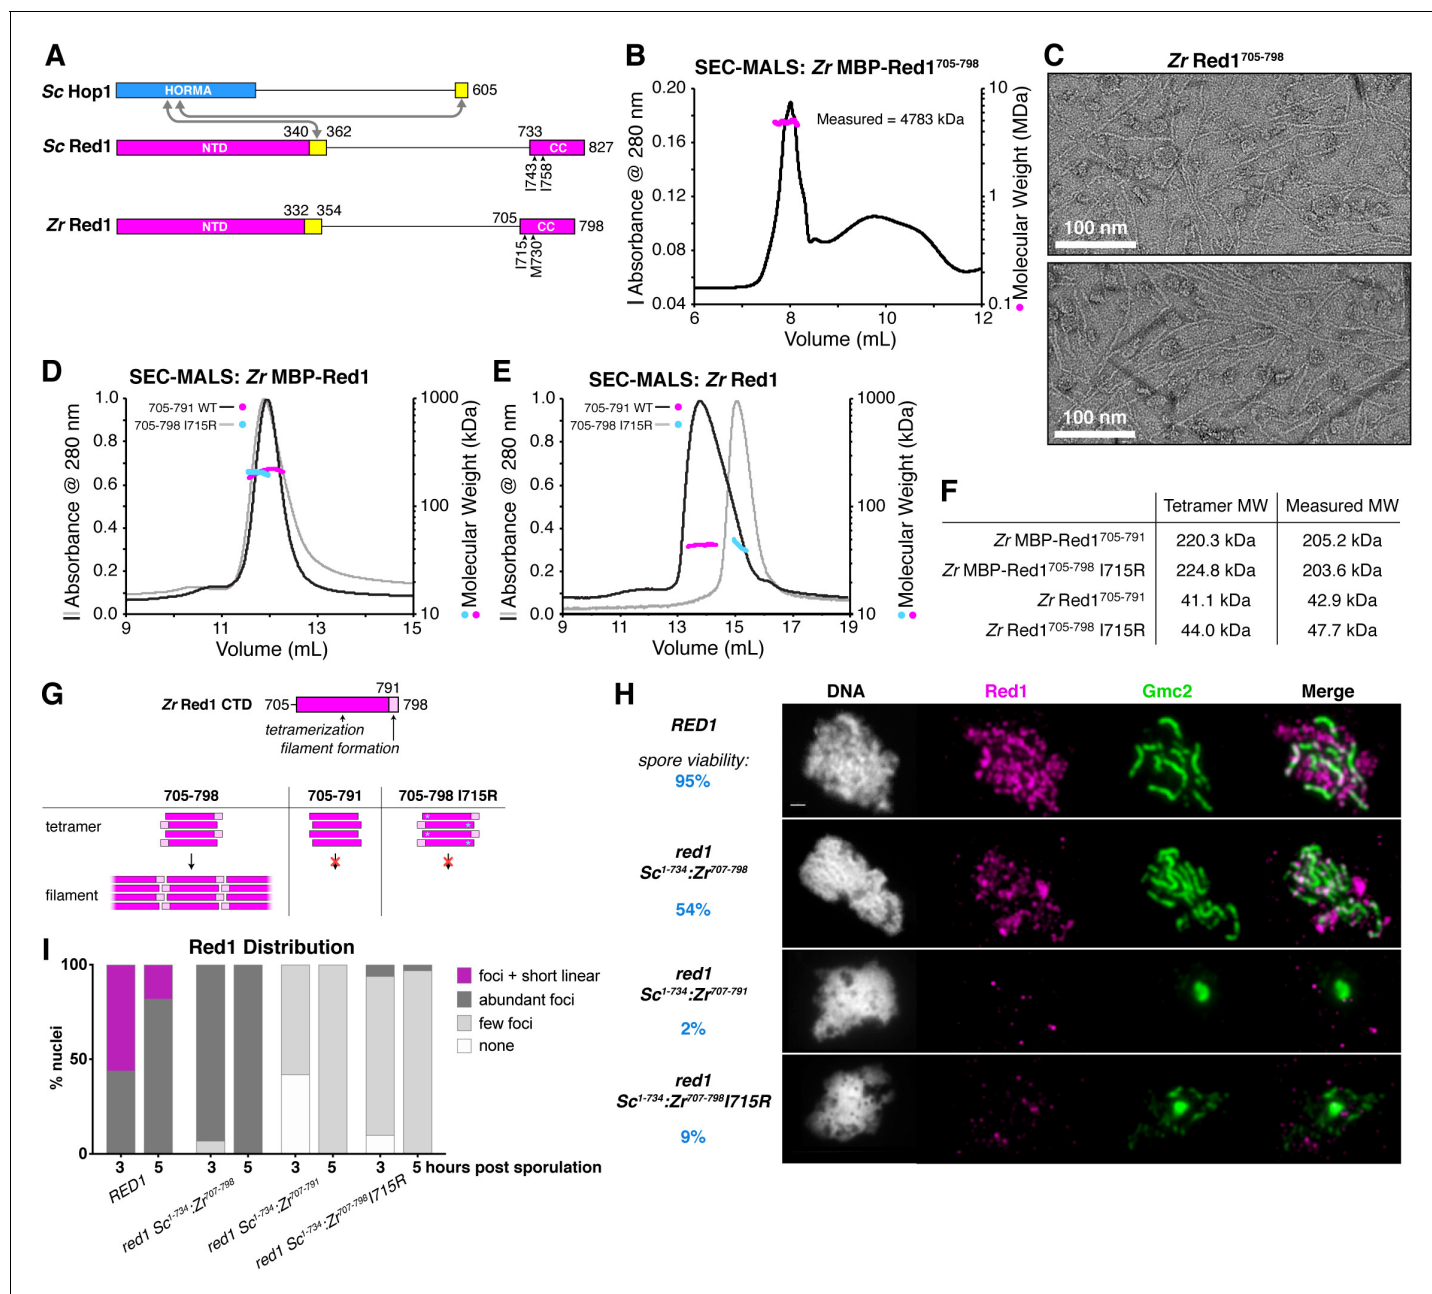 A
Sc Hop1
HORMA
605
340
362
733
Sc Red1
NTD
CC
827
I743
I758
332
354
705
Zr Red1
NTD
CC
798
I715
M730
B
SEC-MALS: Zr MBP-Red1705-798
Measured = 4783 kDa
0.20
0.16
0.12
0.08
0.04
Absorbance @ 280 nm
10
1
0.1
Molecular Weight (MDa)
6
8
10
12
Volume (mL)
C
Zr Red1705-798
100 nm
100 nm
D
SEC-MALS: Zr MBP-Red1
705-791 WT
705-798 I715R
1.0
0.8
0.6
0.4
0.2
0.0
Absorbance @ 280 nm
1000
100
10
Molecular Weight (kDa)
9
11
13
15
Volume (mL)
E
SEC-MALS: Zr Red1
705-791 WT
705-798 I715R
1.0
0.8
0.6
0.4
0.2
0.0
Absorbance @ 280 nm
1000
100
10
Molecular Weight (kDa)
9
11
13
15
17
19
Volume (mL)
F
Tetramer MW Measured MW
Zr MBP-Red1705-791 220.3 kDa 205.2 kDa
Zr MBP-Red1705-798 I715R 224.8 kDa 203.6 kDa
Zr Red1705-791 41.1 kDa 42.9 kDa
Zr Red1705-798 I715R 44.0 kDa 47.7 kDa
G
791
Zr Red1 CTD 705 798
tetramerization
filament formation
705-798 705-791 705-798 I715R
tetramer
filament
H
DNA Red1 Gmc2 Merge
RED1
spore viability:
95%
red1
Sc1-734:Zr707-798
54%
red1
Sc1-734:Zr707-791
2%
red1
Sc1-734:Zr707-798I715R
9%
I
Red1 Distribution
100
50
0
% nuclei
foci + short linear
abundant foci
few foci
none
3 5 3 5 3 5 3 5 hours post sporulation
RED1
red1 Sc1-734:Zr707-798
red1 Sc1-734:Zr707-791
red1 Sc1-734:Zr707-798I715R